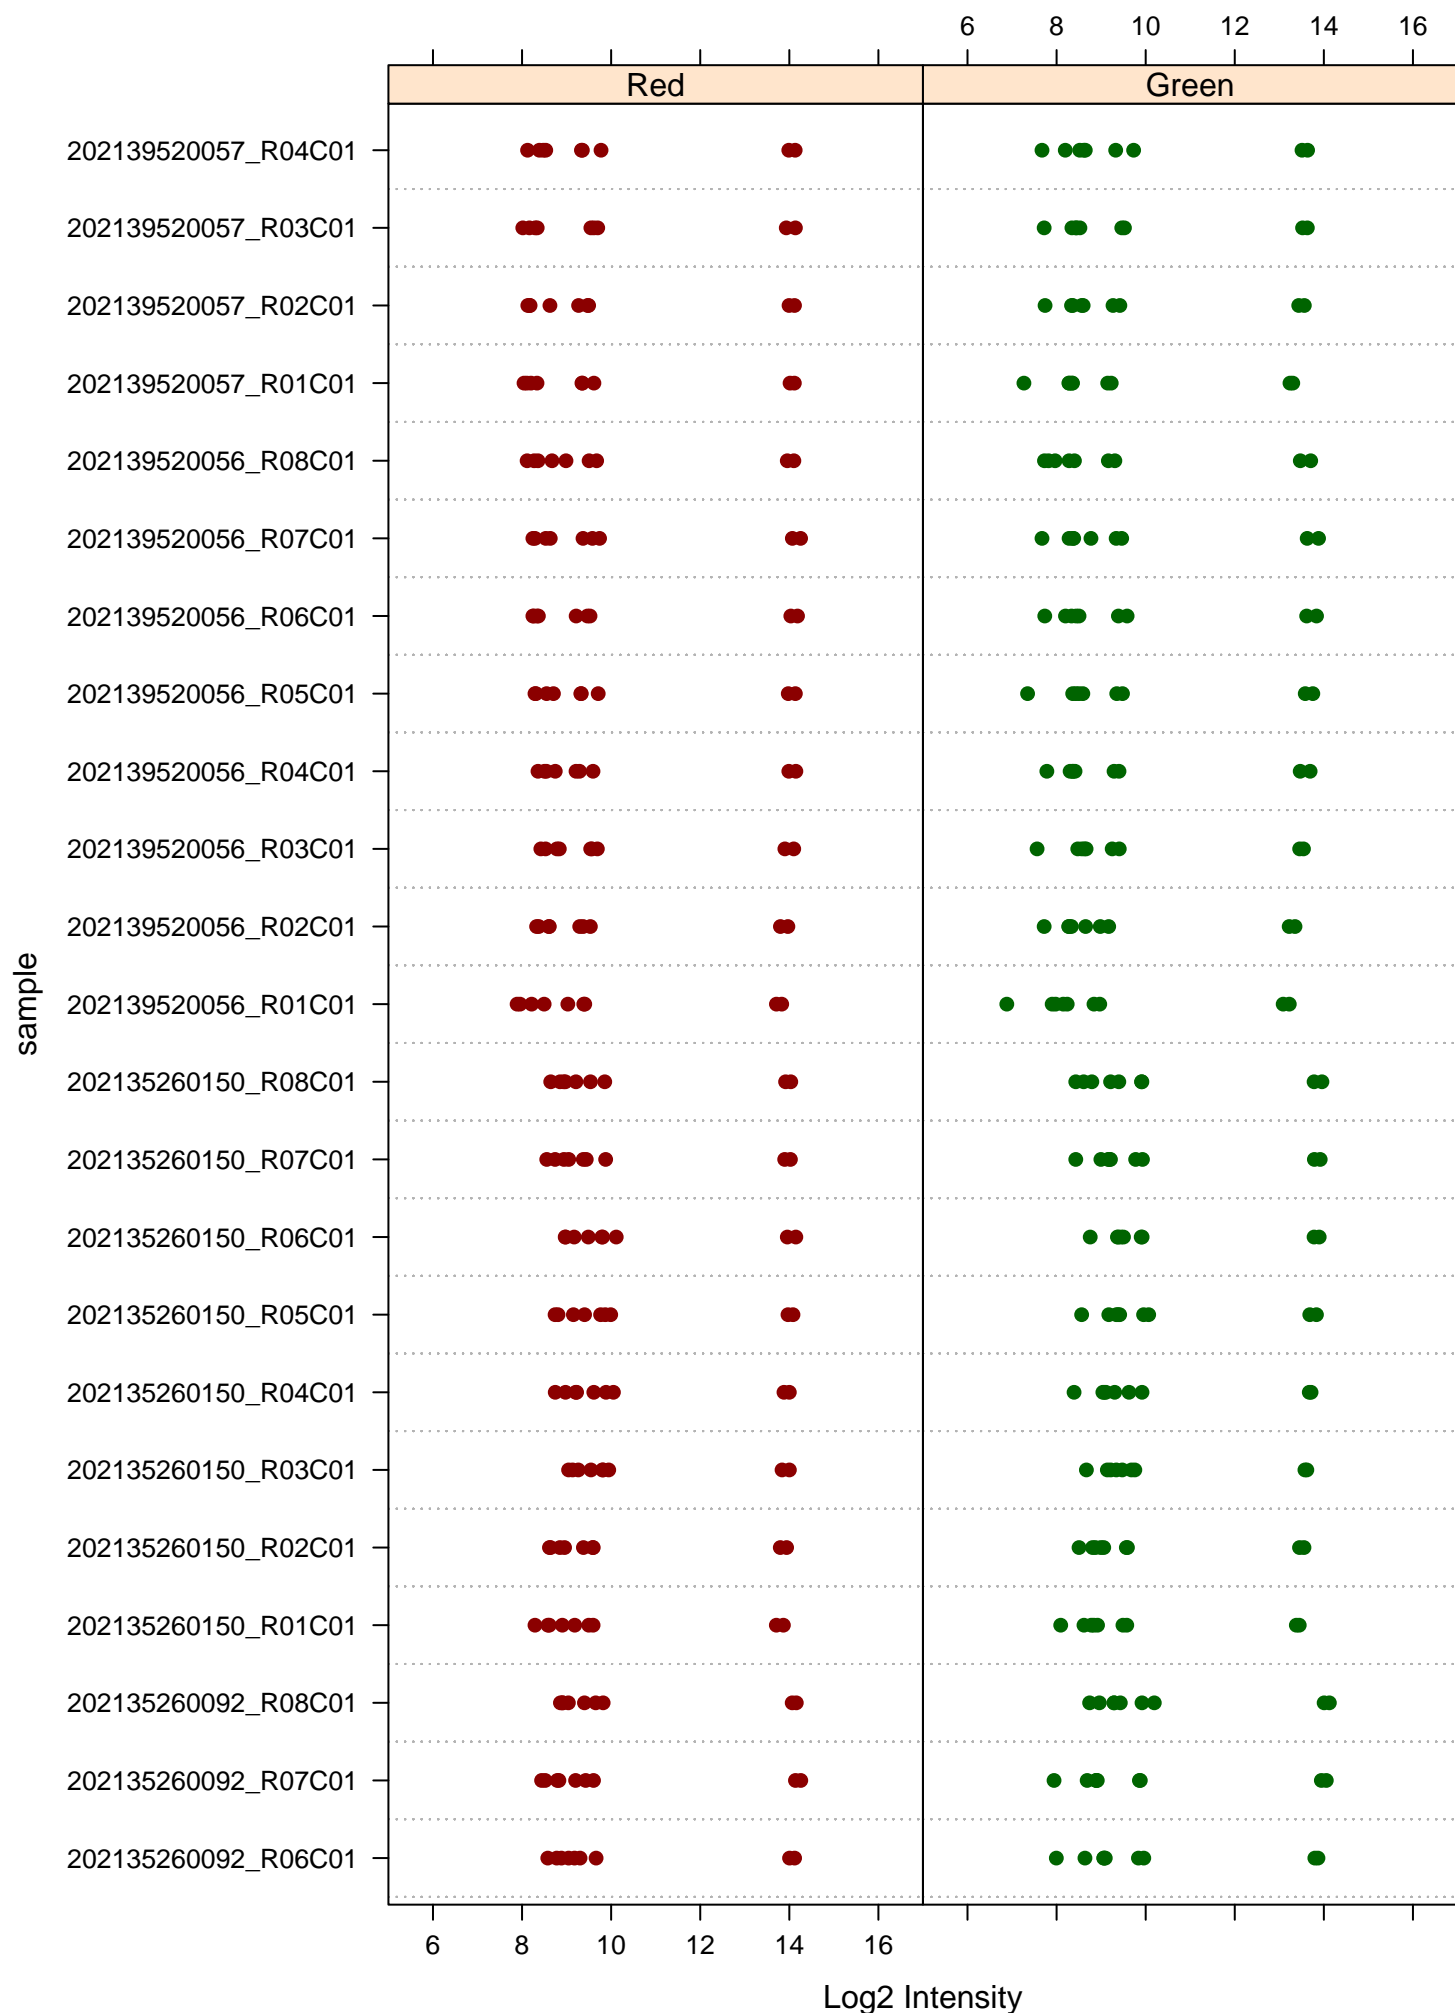 6 8 10 12 14 16
Red Green
202139520057_R04C01
202139520057_R03C01
202139520057_R02C01
202139520057_R01C01
202139520056_R08C01
202139520056_R07C01
202139520056_R06C01
202139520056_R05C01
202139520056_R04C01
202139520056_R03C01
202139520056_R02C01
202139520056_R01C01
202135260150_R08C01
202135260150_R07C01
202135260150_R06C01
202135260150_R05C01
202135260150_R04C01
202135260150_R03C01
202135260150_R02C01
202135260150_R01C01
202135260092_R08C01
202135260092_R07C01
202135260092_R06C01
sample
6 8 10 12 14 16
Log2 Intensity